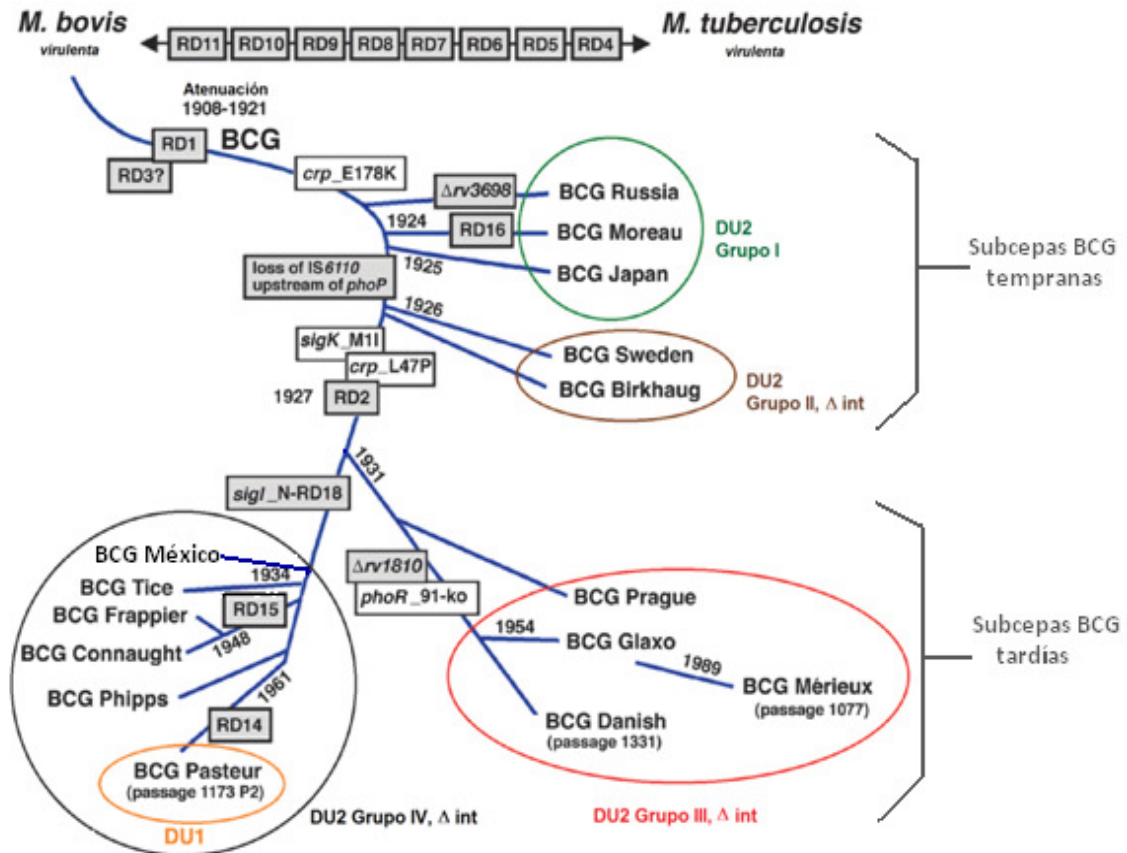 M. bovis
virulenta
RD11 RD10 RD9 RD8 RD7 RD6 RD5 RD4
M. tuberculosis
virulenta
Atenuación
1908-1921
RD1
BCG
RD3?
crp_E178K
Δrv3698
BCG Russia
1924
RD16
BCG Moreau
DU2
Grupo I
1925
BCG Japan
loss of IS6110
upstream of phoP
Subcepas BCG
tempranas
1926
sigK_M1I
crp_L47P
BCG Sweden
BCG Birkhaug
DU2
Grupo II, Δ int
1927
RD2
1931
sigI_N-RD18
BCG México
1934
BCG Tice
RD15
BCG Frappier
1948
BCG Connaught
BCG Phipps
1961
RD14
BCG Pasteur
(passage 1173 P2)
DU1
DU2 Grupo IV, Δ int
Δrv1810
phoR_91-ko
BCG Prague
1954
BCG Glaxo
1989
BCG Mérieux
(passage 1077)
BCG Danish
(passage 1331)
DU2 Grupo III, Δ int
Subcepas BCG
tardías